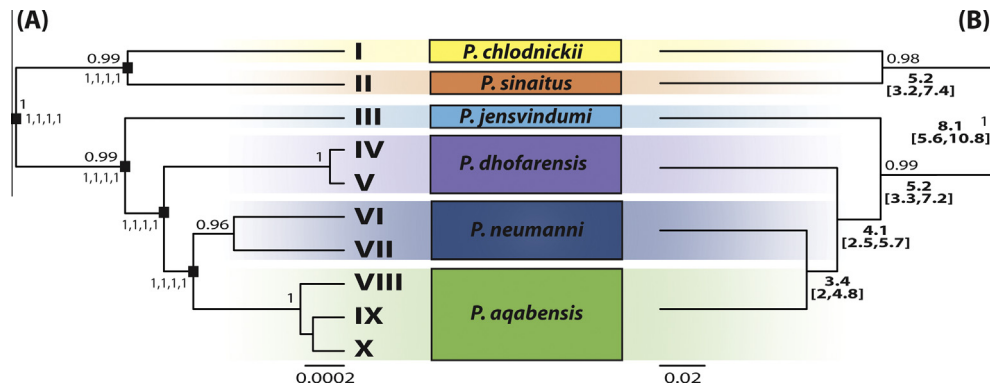 (A) (B)
0.99 I P. chlodnickii 0.98
1,1,1,1 II P. sinaitus 5.2
[3.2,7.4]
1
1,1,1,1
III P. jensvindumi 8.1 1
[5.6,10.8]
0.99
1,1,1,1
1 IV P. dhofarensis 0.99
V 5.2
[3.3,7.2]
1,1,1,1
0.96 VI P. neumanni 4.1
[2.5,5.7]
VII
1,1,1,1
VIII 3.4
[2,4.8]
1
IX P. aqabensis
X
0.0002 0.02